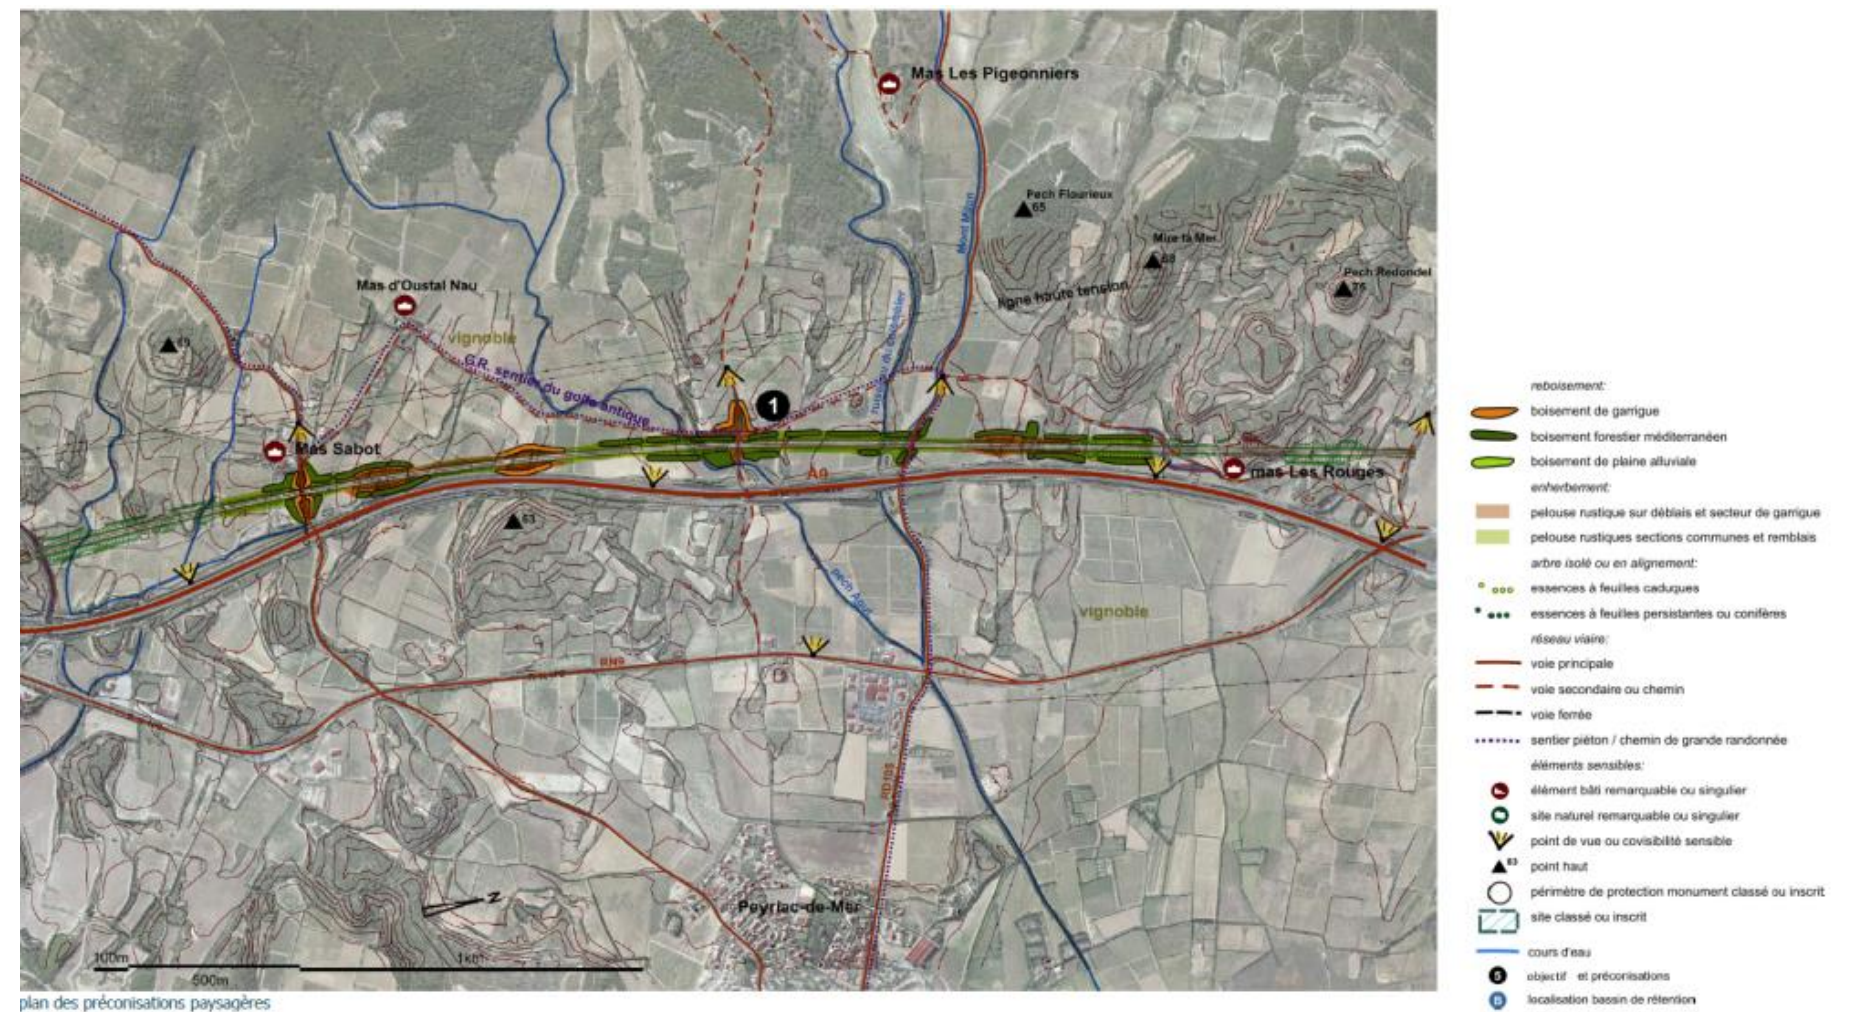 Mas Les Pigeonniers
Pech Flourieux
65
Mont Milan
Mire la Mer
68
Pech Redondel
76
ligne haute tension
Mas d'Oustal Nau
vignoble
G.R. sentier du golfe antique
1
Mas Sabot
A9
mas Les Rouges
63
pech Agut
vignoble
RN9
RD105
Peyriac-de-Mer
N
100m
500m
1km
plan des préconisations paysagères
reboisement:
boisement de garrigue
boisement forestier méditerranéen
boisement de plaine alluviale
enherbement:
pelouse rustique sur déblais et secteur de garrigue
pelouse rustiques sections communes et remblais
arbre isolé ou en alignement:
essences à feuilles caduques
essences à feuilles persistantes ou conifères
réseau viaire:
voie principale
voie secondaire ou chemin
voie ferrée
sentier piéton / chemin de grande randonnée
éléments sensibles:
élément bâti remarquable ou singulier
site naturel remarquable ou singulier
point de vue ou covisibilité sensible
83
point haut
périmètre de protection monument classé ou inscrit
site classé ou inscrit
cours d'eau
5
objectif et préconisations
B
localisation bassin de rétention